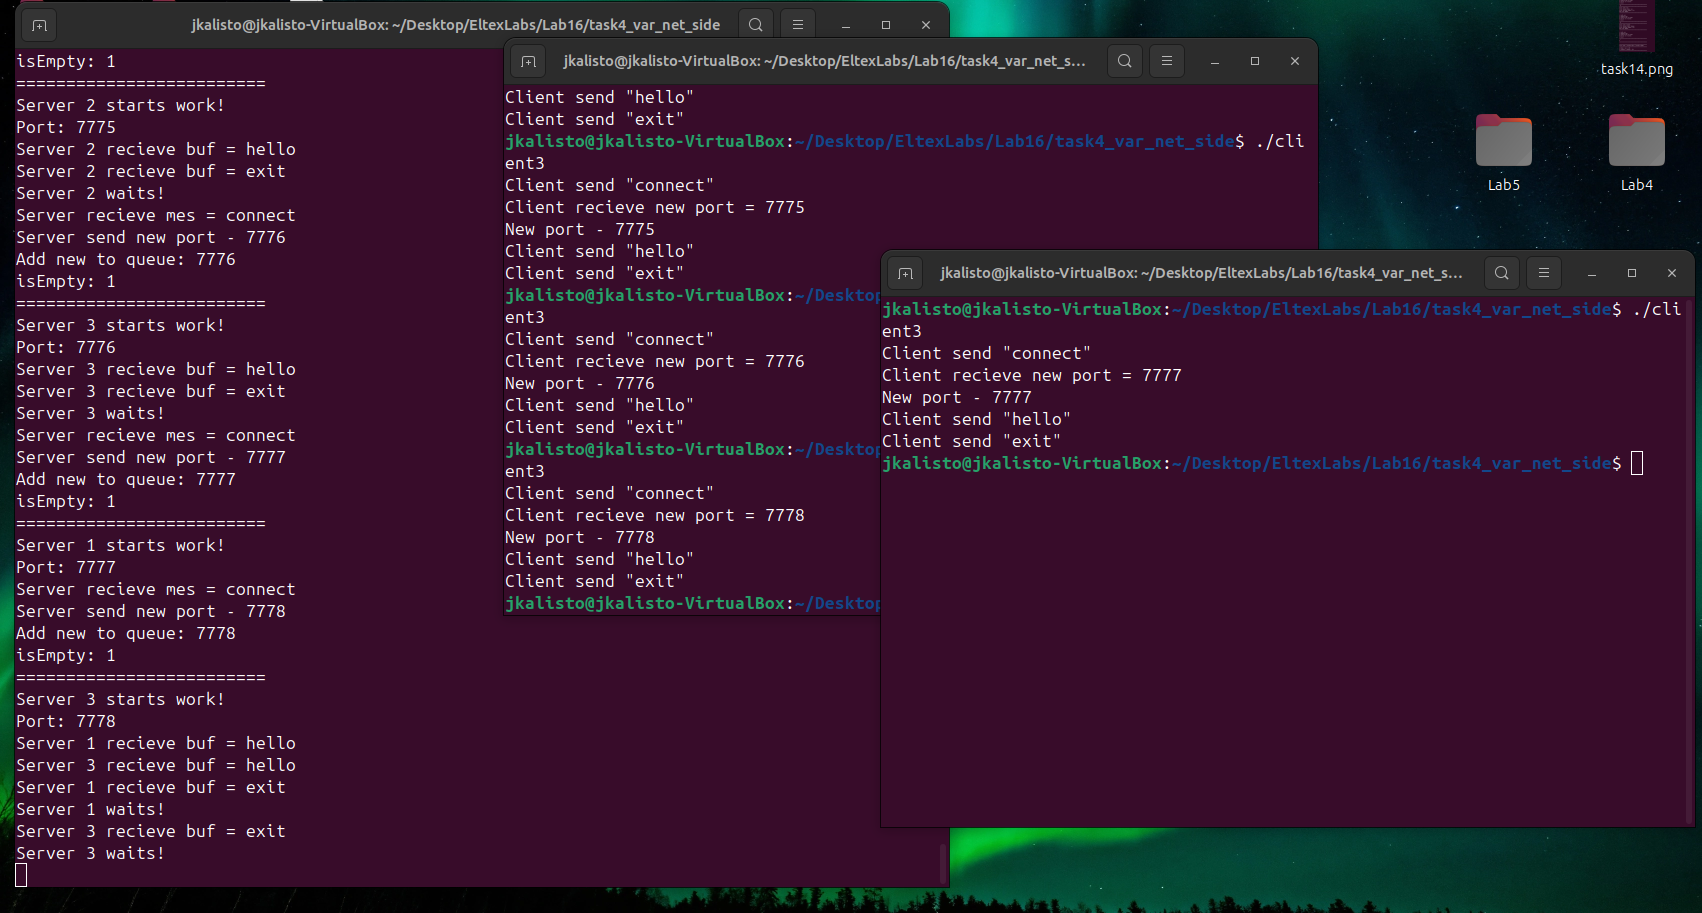 jkalisto@jkalisto-VirtualBox: ~/Desktop/EltexLabs/Lab16/task4_var_net_side
isEmpty: 1
=========================
Server 2 starts work!
Port: 7775
Server 2 recieve buf = hello
Server 2 recieve buf = exit
Server 2 waits!
Server recieve mes = connect
Server send new port - 7776
Add new to queue: 7776
isEmpty: 1
=========================
Server 3 starts work!
Port: 7776
Server 3 recieve buf = hello
Server 3 recieve buf = exit
Server 3 waits!
Server recieve mes = connect
Server send new port - 7777
Add new to queue: 7777
isEmpty: 1
=========================
Server 1 starts work!
Port: 7777
Server recieve mes = connect
Server send new port - 7778
Add new to queue: 7778
isEmpty: 1
=========================
Server 3 starts work!
Port: 7778
Server 1 recieve buf = hello
Server 3 recieve buf = hello
Server 1 recieve buf = exit
Server 1 waits!
Server 3 recieve buf = exit
Server 3 waits!
jkalisto@jkalisto-VirtualBox: ~/Desktop/EltexLabs/Lab16/task4_var_net_s...
Client send "hello"
Client send "exit"
jkalisto@jkalisto-VirtualBox:~/Desktop/EltexLabs/Lab16/task4_var_net_side$ ./cli
ent3
Client send "connect"
Client recieve new port = 7775
New port - 7775
Client send "hello"
Client send "exit"
jkalisto@jkalisto-VirtualBox:~/Desktop
ent3
Client send "connect"
Client recieve new port = 7776
New port - 7776
Client send "hello"
Client send "exit"
jkalisto@jkalisto-VirtualBox:~/Desktop
ent3
Client send "connect"
Client recieve new port = 7778
New port - 7778
Client send "hello"
Client send "exit"
jkalisto@jkalisto-VirtualBox:~/Desktop
jkalisto@jkalisto-VirtualBox: ~/Desktop/EltexLabs/Lab16/task4_var_net_s...
jkalisto@jkalisto-VirtualBox:~/Desktop/EltexLabs/Lab16/task4_var_net_side$ ./cli
ent3
Client send "connect"
Client recieve new port = 7777
New port - 7777
Client send "hello"
Client send "exit"
jkalisto@jkalisto-VirtualBox:~/Desktop/EltexLabs/Lab16/task4_var_net_side$
task14.png
Lab5
Lab4